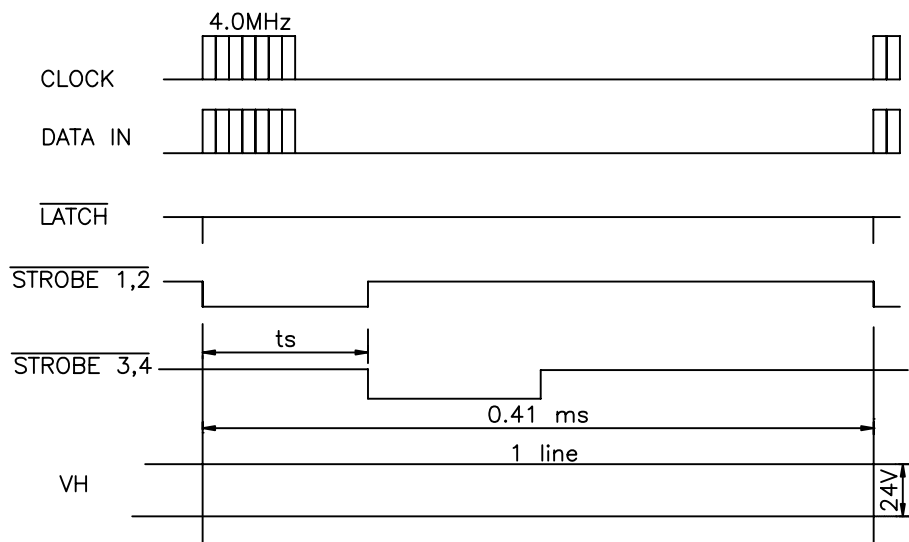 4.0MHz
CLOCK
DATA IN
LATCH
STROBE 1,2
ts
STROBE 3,4
0.41 ms
1 line
VH
24V